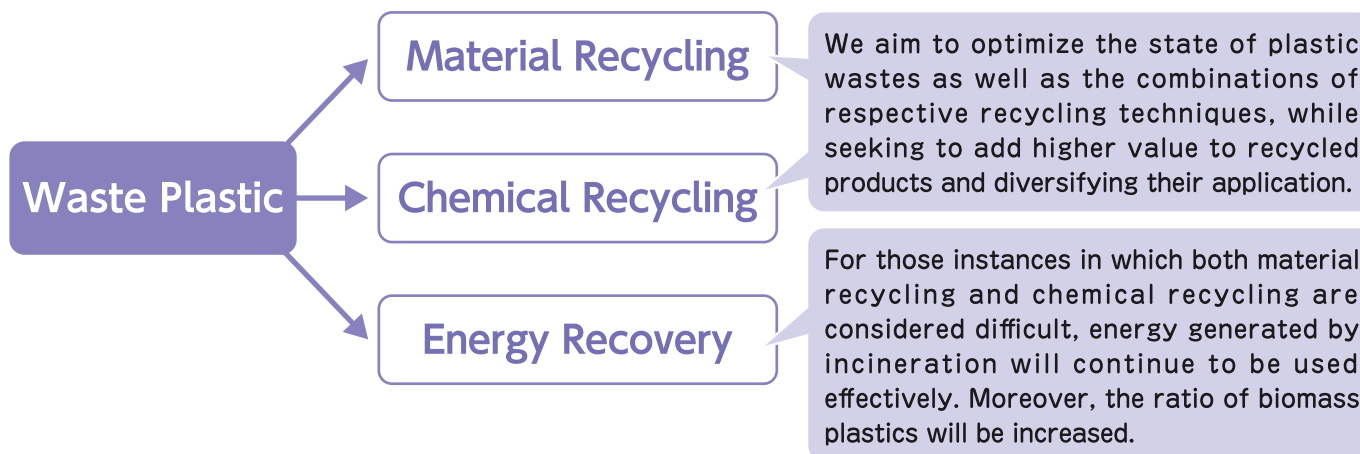 Material Recycling
We aim to optimize the state of plastic
wastes as well as the combinations of
respective recycling techniques, while
seeking to add higher value to recycled
products and diversifying their application.
Waste Plastic
Chemical Recycling
Energy Recovery
For those instances in which both material
recycling and chemical recycling are
considered difficult, energy generated by
incineration will continue to be used
effectively. Moreover, the ratio of biomass
plastics will be increased.